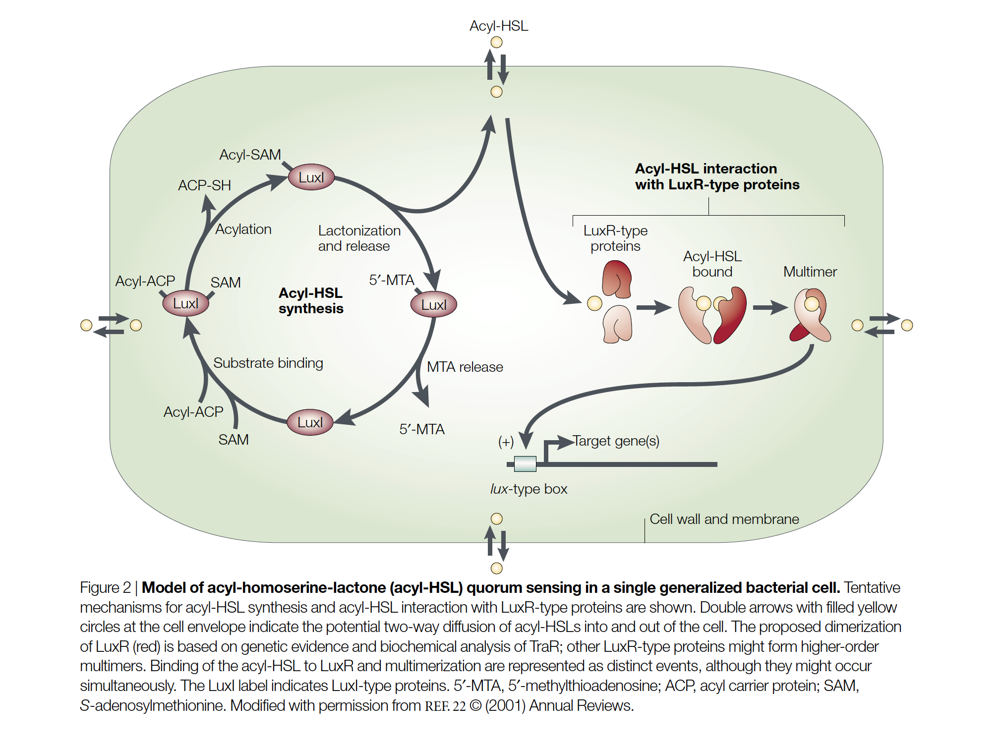 Acyl-HSL
Acyl-SAM
LuxI
ACP-SH
Acylation
Lactonization
and release
Acyl-ACP
SAM
LuxI
Acyl-HSL
synthesis
5′-MTA
LuxI
Substrate binding
MTA release
Acyl-ACP
SAM
LuxI
5′-MTA
Acyl-HSL interaction
with LuxR-type proteins
LuxR-type
proteins
Acyl-HSL
bound
Multimer
(+)
Target gene(s)
lux-type box
Cell wall and membrane
Figure 2 | Model of acyl-homoserine-lactone (acyl-HSL) quorum sensing in a single generalized bacterial cell. Tentative
mechanisms for acyl-HSL synthesis and acyl-HSL interaction with LuxR-type proteins are shown. Double arrows with filled yellow
circles at the cell envelope indicate the potential two-way diffusion of acyl-HSLs into and out of the cell. The proposed dimerization
of LuxR (red) is based on genetic evidence and biochemical analysis of TraR; other LuxR-type proteins might form higher-order
multimers. Binding of the acyl-HSL to LuxR and multimerization are represented as distinct events, although they might occur
simultaneously. The LuxI label indicates LuxI-type proteins. 5′-MTA, 5′-methylthioadenosine; ACP, acyl carrier protein; SAM,
S-adenosylmethionine. Modified with permission from REF. 22 © (2001) Annual Reviews.